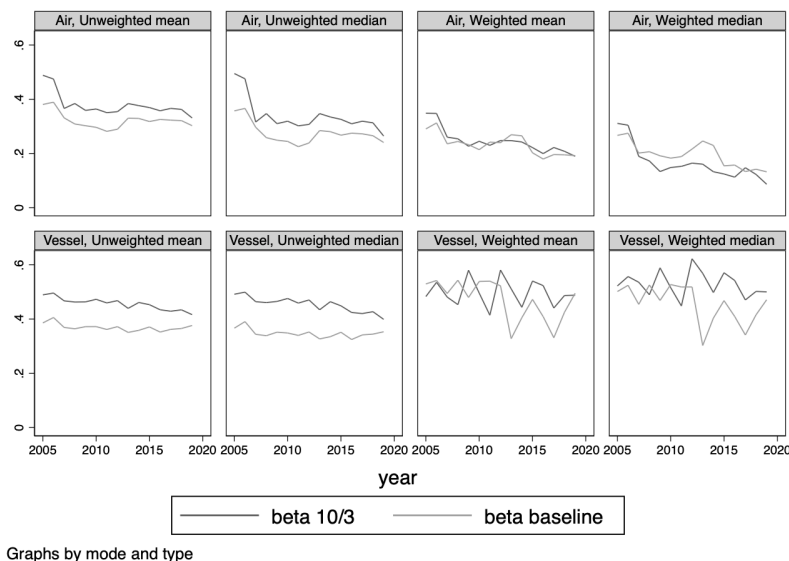 Air, Unweighted mean
Air, Unweighted median
Air, Weighted mean
Air, Weighted median
.6
.4
.2
0
Vessel, Unweighted mean
Vessel, Unweighted median
Vessel, Weighted mean
Vessel, Weighted median
.6
.4
.2
0
2005 2010 2015 2020 2005 2010 2015 2020 2005 2010 2015 2020 2005 2010 2015 2020
year
beta 10/3 beta baseline
Graphs by mode and type